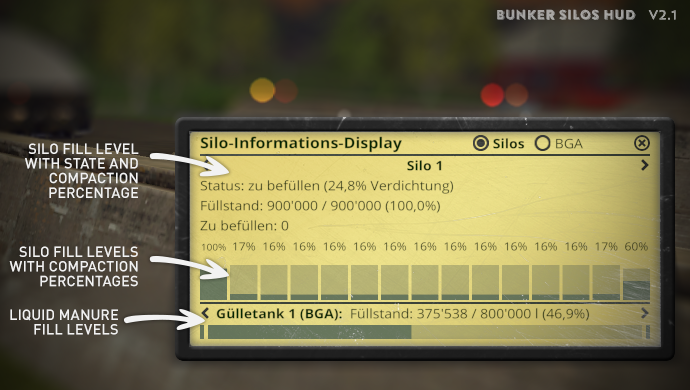 BUNKER SILOS HUD V2.1
Silo-Informations-Display
Silos
BGA
SILO FILL LEVEL
WITH STATE AND
COMPACTION
PERCENTAGE
Silo 1
Status: zu befüllen (24,8% Verdichtung)
Füllstand: 900'000 / 900'000 (100,0%)
Zu befüllen: 0
SILO FILL LEVELS
WITH COMPACTION
PERCENTAGES
100% 17% 16% 16% 16% 16% 16% 16% 16% 16% 16% 16% 16% 17% 60%
LIQUID MANURE
FILL LEVELS
Gülletank 1 (BGA): Füllstand: 375'538 / 800'000 l (46,9%)